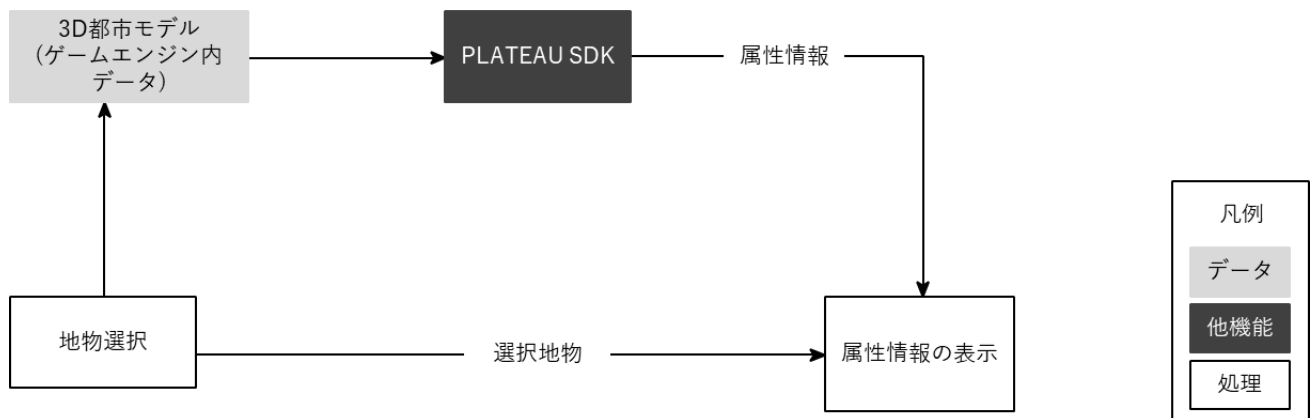 3D都市モデル
(ゲームエンジン内
データ)
PLATEAU SDK
属性情報
地物選択
選択地物
属性情報の表示
凡例
データ
他機能
処理